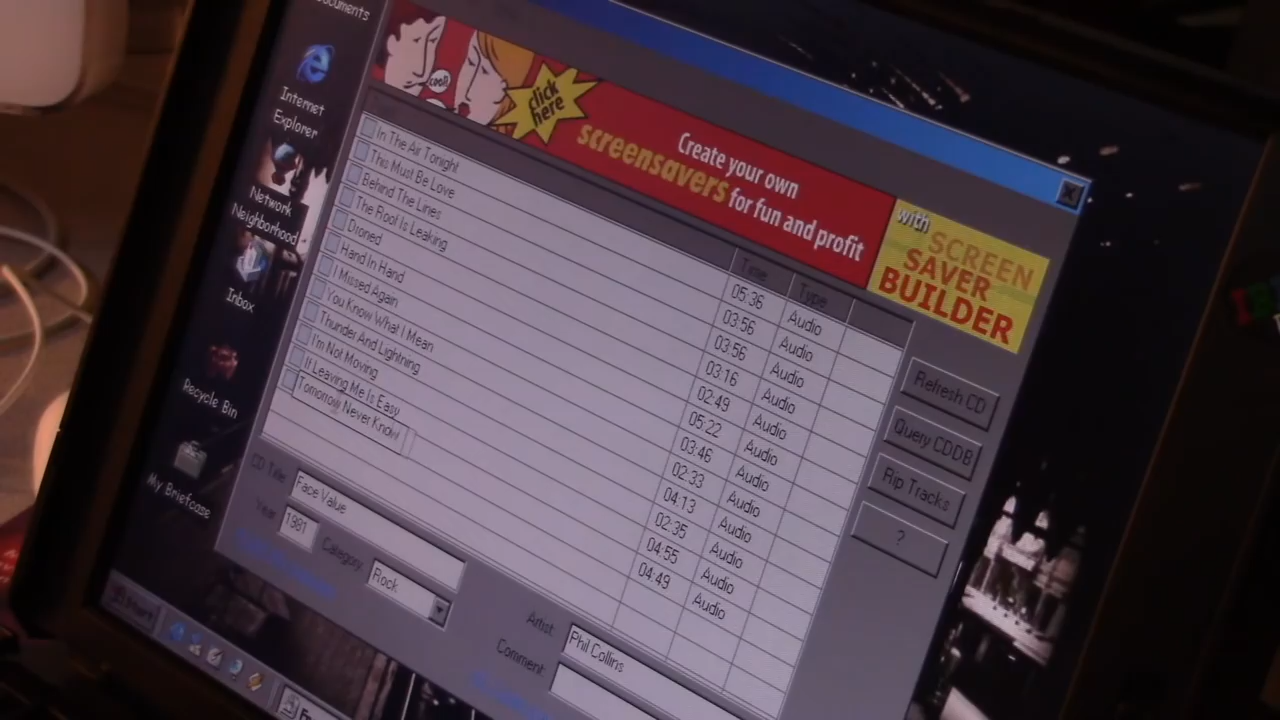 Documents
Internet
Explorer
Network
Neighborhood
Inbox
Recycle Bin
My Briefcase
Start
COOL
click
here
Create your own
screensavers for fun and profit
with
SCREEN
SAVER
BUILDER
Time Type
In The Air Tonight 05:36 Audio
This Must Be Love 03:56 Audio
Behind The Lines 03:56 Audio
The Roof Is Leaking 03:16 Audio
Droned 02:49 Audio
Hand In Hand 05:22 Audio
I Missed Again 03:46 Audio
You Know What I Mean 02:33 Audio
Thunder And Lightning 04:13 Audio
I'm Not Moving 02:35 Audio
If Leaving Me Is Easy 04:55 Audio
Tomorrow Never Know 04:49 Audio
Refresh CD
Query CDDB
Rip Tracks
?
CD Title: Face Value
Year: 1981 Category: Rock
Artist: Phil Collins
Comment: